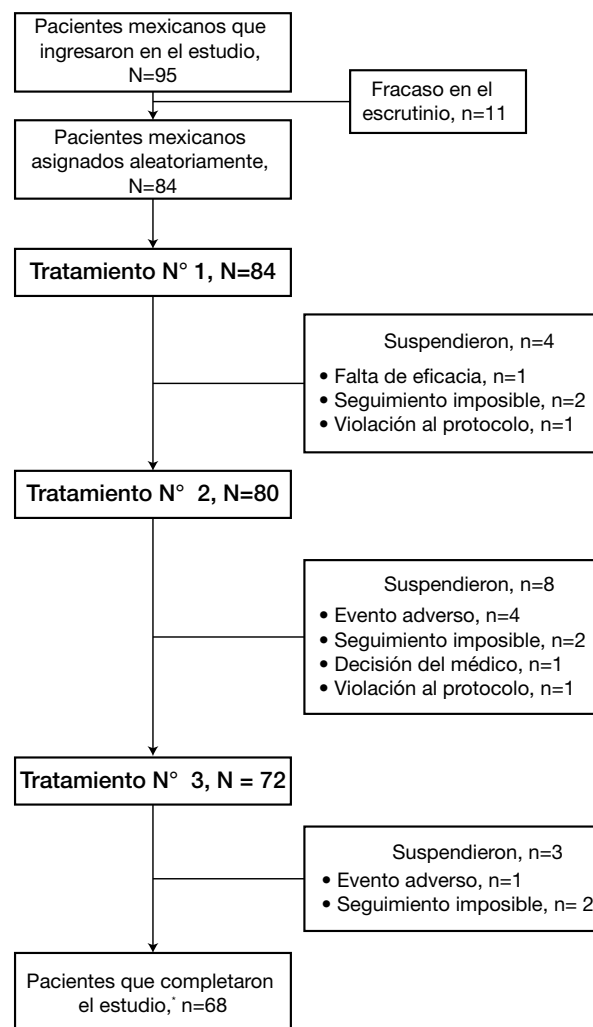 Pacientes mexicanos que
ingresaron en el estudio,
N=95
Fracaso en el
escrutinio, n=11
Pacientes mexicanos
asignados aleatoriamente,
N=84
Tratamiento N° 1, N=84
Suspendieron, n=4
• Falta de eficacia, n=1
• Seguimiento imposible, n=2
• Violación al protocolo, n=1
Tratamiento N° 2, N=80
Suspendieron, n=8
• Evento adverso, n=4
• Seguimiento imposible, n=2
• Decisión del médico, n=1
• Violación al protocolo, n=1
Tratamiento N° 3, N = 72
Suspendieron, n=3
• Evento adverso, n=1
• Seguimiento imposible, n= 2
Pacientes que completaron
el estudio,* n=68